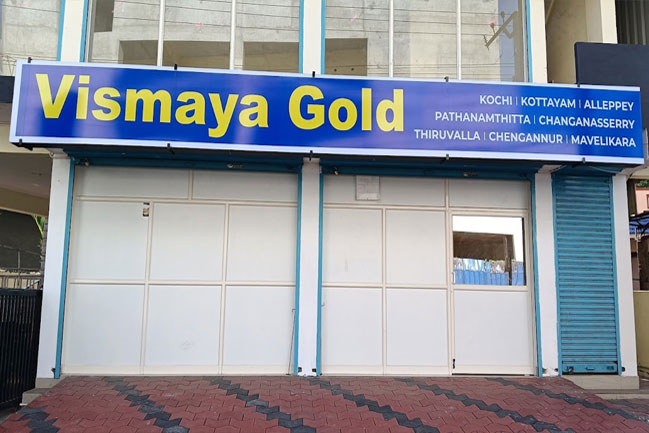 Vismaya Gold
KOCHI | KOTTAYAM | ALLEPPEY
PATHANAMTHITTA | CHANGANASSERRY
THIRUVALLA | CHENGANNUR | MAVELIKARA